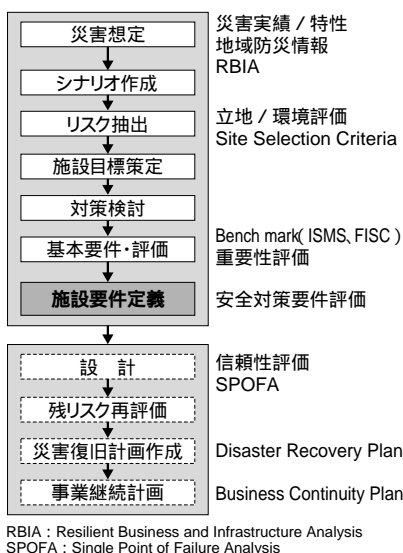 災害想定
災害実績 / 特性
地域防災情報
RBIA
シナリオ作成
リスク抽出
立地 / 環境評価
Site Selection Criteria
施設目標策定
対策検討
基本要件・評価
Bench mark( ISMS、FISC )
重要性評価
施設要件定義
安全対策要件評価
設 計
信頼性評価
SPOFA
残リスク再評価
災害復旧計画作成
Disaster Recovery Plan
事業継続計画
Business Continuity Plan
RBIA : Resilient Business and Infrastructure Analysis
SPOFA : Single Point of Failure Analysis